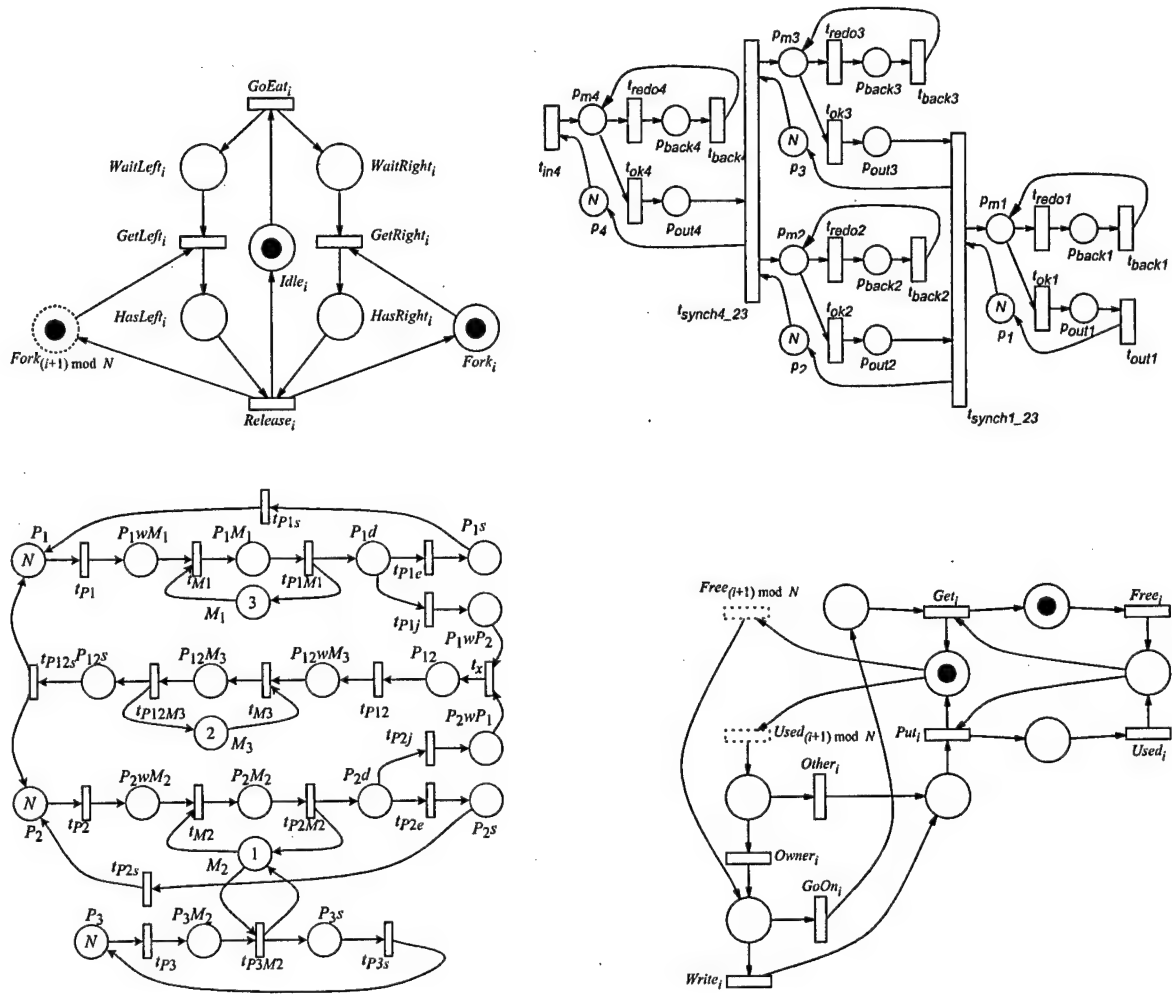 GoEat_i
WaitLeft_i
WaitRight_i
GetLeft_i
GetRight_i
Idle_i
HasLeft_i
HasRight_i
Fork_(i+1) mod N
Fork_i
Release_i
p_m3
t_redo3
p_back3
t_back3
t_ok3
p_out3
N
p_3
p_m4
t_redo4
p_back4
t_back4
t_in4
t_ok4
N
p_4
p_out4
p_m1
t_redo1
p_back1
t_back1
t_ok1
N
p_1
p_out1
t_out1
p_m2
t_redo2
p_back2
t_back2
t_synch4_23
t_ok2
N
p_2
p_out2
t_synch1_23
t_P1s
P_1
P_1wM_1
P_1M_1
P_1d
P_1s
N
t_P1
t_M1
t_P1M1
t_P1e
M_1
3
t_P1j
P_1wP_2
t_P12s
P_12s
P_12M_3
P_12wM_3
P_12
t_x
t_P12M3
t_M3
t_P12
P_2wP_1
2
M_3
t_P2j
P_2wM_2
P_2M_2
P_2d
N
P_2
t_P2
t_M2
t_P2M2
t_P2e
P_2s
M_2
1
t_P2s
P_3
P_3M_2
P_3s
N
t_P3
t_P3M2
t_P3s
Free_(i+1) mod N
Get_i
Free_i
Used_(i+1) mod N
Put_i
Used_i
Other_i
Owner_i
GoOn_i
Write_i